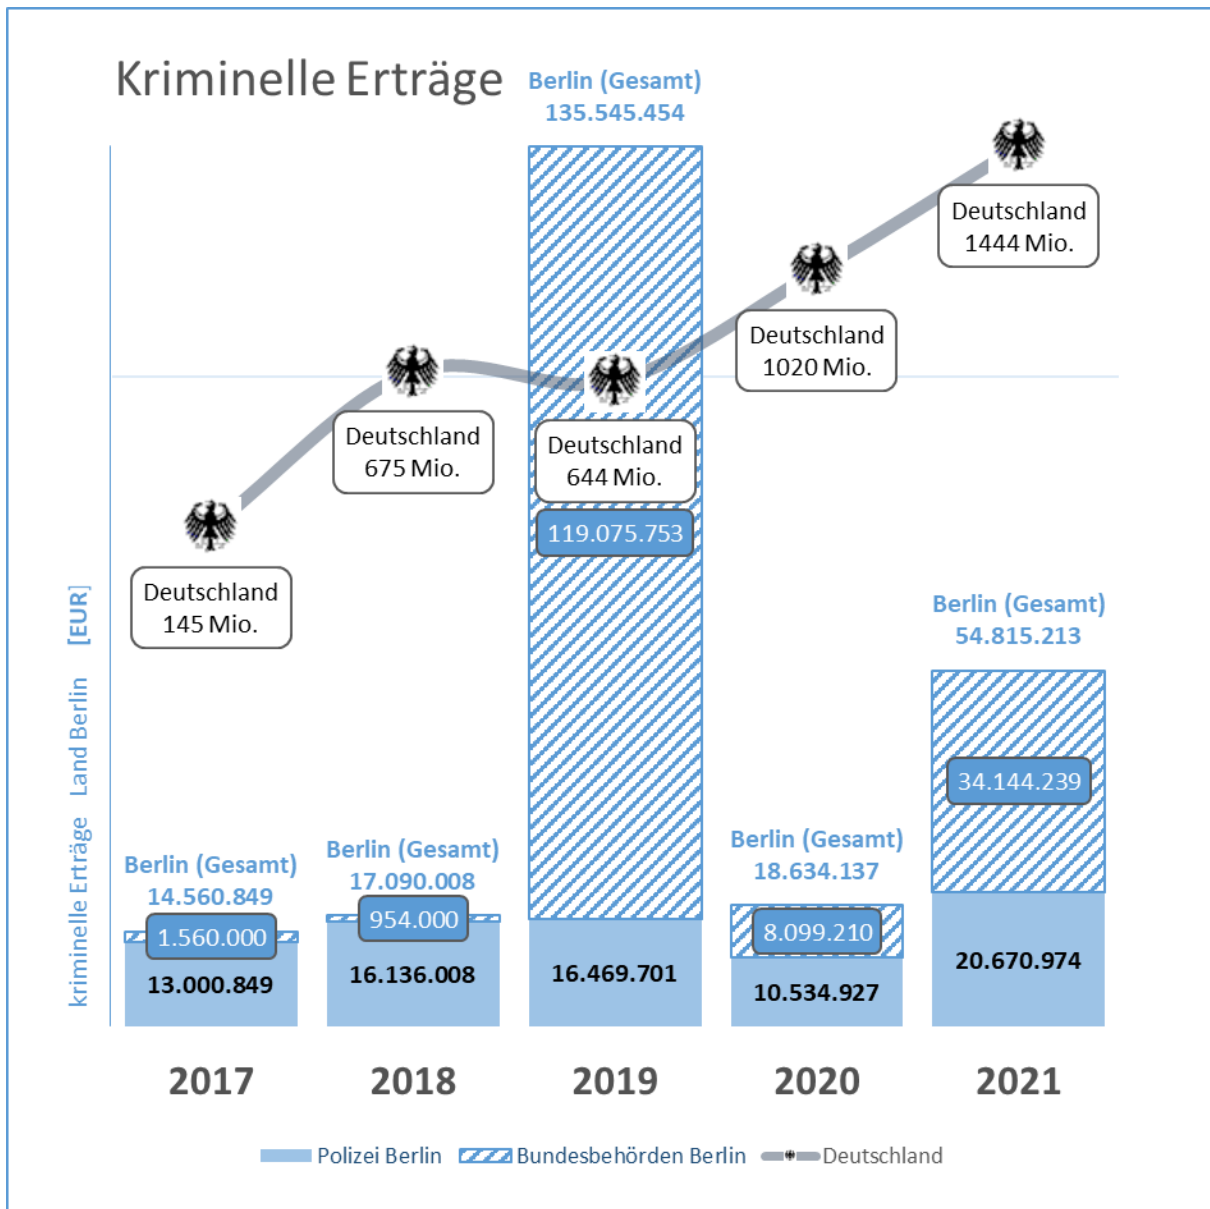 Kriminelle Erträge
Berlin (Gesamt)
135.545.454
Deutschland
1444 Mio.
Deutschland
1020 Mio.
Deutschland
675 Mio.
Deutschland
644 Mio.
119.075.753
Deutschland
145 Mio.
kriminelle Erträge Land Berlin [EUR]
Berlin (Gesamt)
54.815.213
34.144.239
20.670.974
Berlin (Gesamt)
14.560.849
1.560.000
13.000.849
Berlin (Gesamt)
17.090.008
954.000
16.136.008
16.469.701
Berlin (Gesamt)
18.634.137
8.099.210
10.534.927
2017
2018
2019
2020
2021
Polizei Berlin
Bundesbehörden Berlin
Deutschland